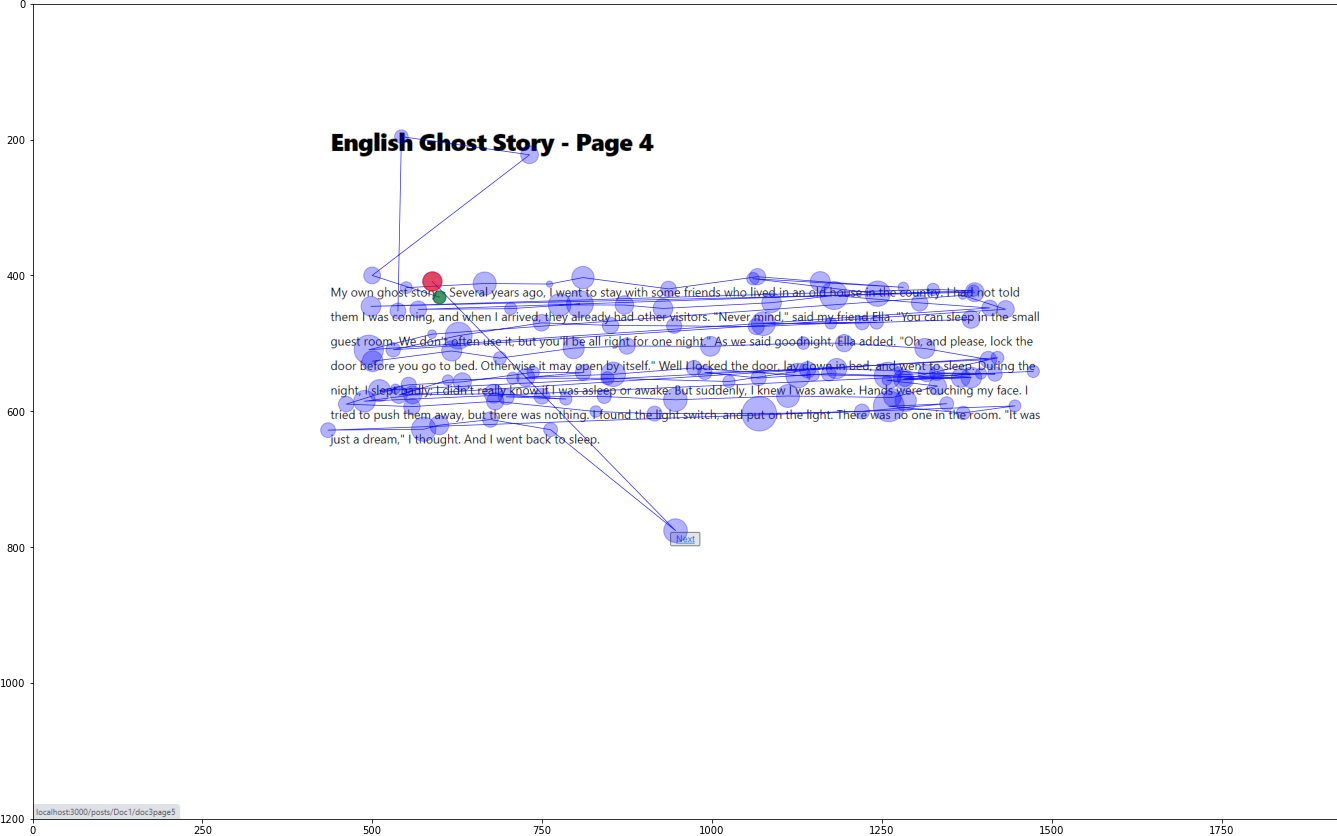 0
200
English Ghost Story - Page 4
400
My own ghost story. Several years ago, I went to stay with some friends who lived in an old house in the country. I had not told
them I was coming, and when I arrived, they already had other visitors. "Never mind," said my friend Ella. "You can sleep in the small
guest room. We don't often use it, but you'll be all right for one night." As we said goodnight, Ella added. "Oh, and please, lock the
door before you go to bed. Otherwise it may open by itself." Well I locked the door, lay down in bed, and went to sleep. During the
night, I slept badly; I didn't really know if I was asleep or awake. But suddenly, I knew I was awake. Hands were touching my face. I
600
tried to push them away, but there was nothing. I found the light switch, and put on the light. There was no one in the room. "It was
just a dream," I thought. And I went back to sleep.
Next
800
1000
localhost:3000/posts/Doc1/doc3page5
1200
0 250 500 750 1000 1250 1500 1750